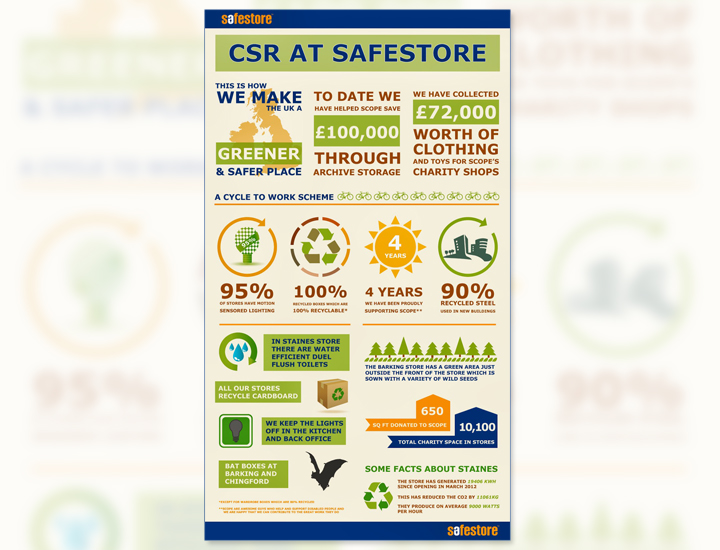 safestore
CSR AT SAFESTORE
THIS IS HOW
WE MAKE
THE UK A
GREENER
& SAFER PLACE
TO DATE WE
HAVE HELPED SCOPE SAVE
£100,000
THROUGH
ARCHIVE STORAGE
WE HAVE COLLECTED
£72,000
WORTH OF
CLOTHING
AND TOYS FOR SCOPE'S
CHARITY SHOPS
A CYCLE TO WORK SCHEME
95%
OF STORES HAVE MOTION
SENSORED LIGHTING
100%
RECYCLED BOXES WHICH ARE
100% RECYCLABLE*
4
YEARS
4 YEARS
WE HAVE BEEN PROUDLY
SUPPORTING SCOPE**
90%
RECYCLED STEEL
USED IN NEW BUILDINGS
IN STAINES STORE
THERE ARE WATER
EFFICIENT DUEL
FLUSH TOILETS
ALL OUR STORES
RECYCLE CARDBOARD
WE KEEP THE LIGHTS
OFF IN THE KITCHEN
AND BACK OFFICE
BAT BOXES AT
BARKING AND
CHINGFORD
THE BARKING STORE HAS A GREEN AREA JUST
OUTSIDE THE FRONT OF THE STORE WHICH IS
SOWN WITH A VARIETY OF WILD SEEDS
650
SQ FT DONATED TO SCOPE
10,100
TOTAL CHARITY SPACE IN STORES
SOME FACTS ABOUT STAINES
THE STORE HAS GENERATED 19406 KWH
SINCE OPENING IN MARCH 2012
THIS HAS REDUCED THE CO2 BY 11061KG
THEY PRODUCE ON AVERAGE 9000 WATTS
PER HOUR
safestore